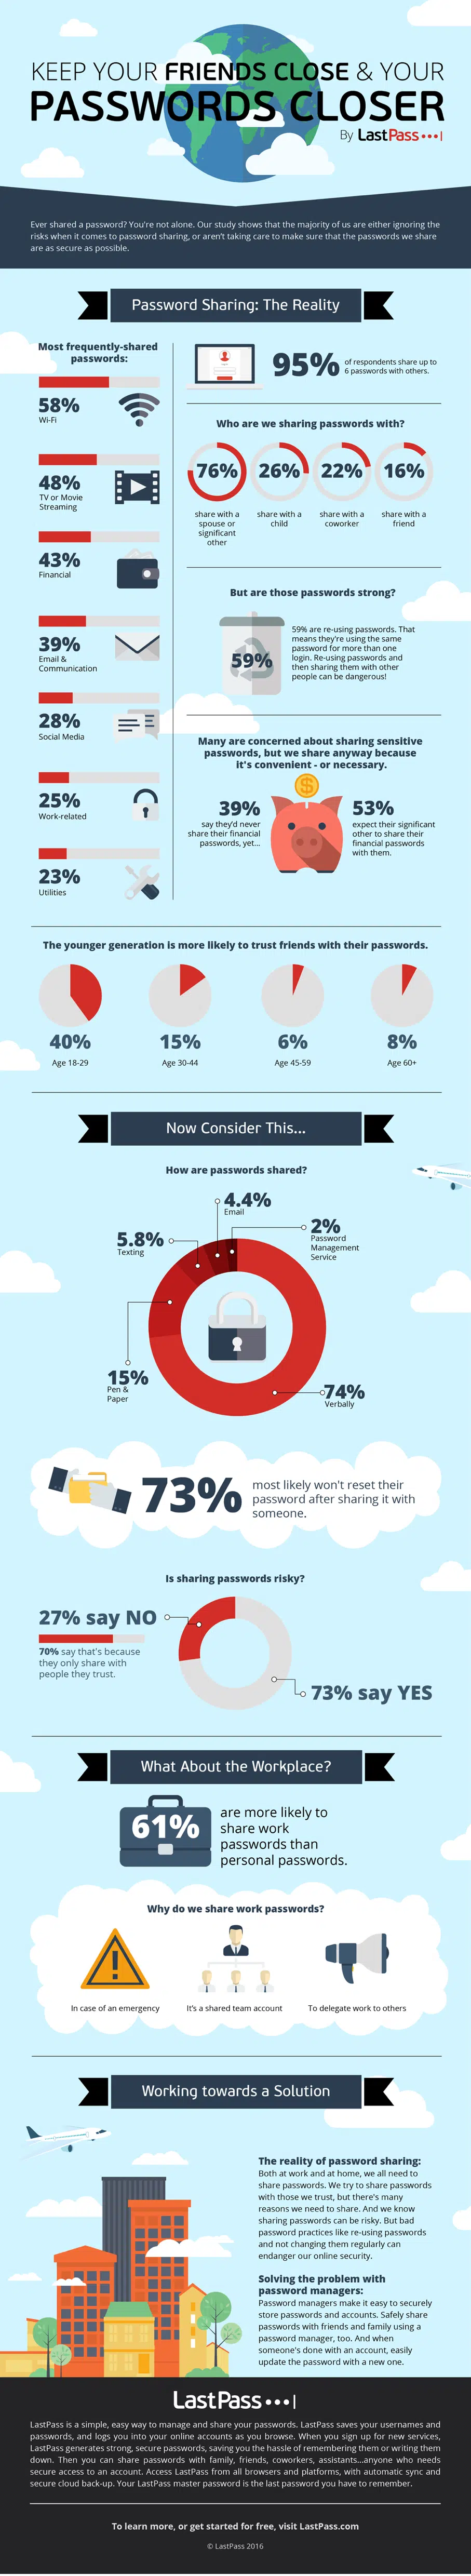 KEEP YOUR FRIENDS CLOSE & YOUR
PASSWORDS CLOSER
By LastPass
Ever shared a password? You're not alone. Our study shows that the majority of us are either ignoring the
risks when it comes to password sharing, or aren't taking care to make sure that the passwords we share
are as secure as possible.
Password Sharing: The Reality
Most frequently-shared
passwords:
58%
Wi-Fi
48%
TV or Movie
Streaming
43%
Financial
39%
Email &
Communication
28%
Social Media
25%
Work-related
23%
Utilities
95%
of respondents share up to
6 passwords with others.
Who are we sharing passwords with?
76%
share with a
spouse or
significant
other
26%
share with a
child
22%
share with a
coworker
16%
share with a
friend
But are those passwords strong?
59%
59% are re-using passwords. That
means they're using the same
password for more than one
login. Re-using passwords and
then sharing them with other
people can be dangerous!
Many are concerned about sharing sensitive
passwords, but we share anyway because
it's convenient - or necessary.
$
39%
say they'd never
share their financial
passwords, yet...
53%
expect their significant
other to share their
financial passwords
with them.
The younger generation is more likely to trust friends with their passwords.
40%
Age 18-29
15%
Age 30-44
6%
Age 45-59
8%
Age 60+
Now Consider This...
How are passwords shared?
4.4%
Email
2%
Password
Management
Service
5.8%
Texting
15%
Pen &
Paper
74%
Verbally
73%
most likely won't reset their
password after sharing it with
someone.
Is sharing passwords risky?
27% say NO
70% say that's because
they only share with
people they trust.
73% say YES
What About the Workplace?
61%
are more likely to
share work
passwords than
personal passwords.
Why do we share work passwords?
In case of an emergency
It's a shared team account
To delegate work to others
Working towards a Solution
The reality of password sharing:
Both at work and at home, we all need to
share passwords. We try to share passwords
with those we trust, but there's many
reasons we need to share. And we know
sharing passwords can be risky. But bad
password practices like re-using passwords
and not changing them regularly can
endanger our online security.
Solving the problem with
password managers:
Password managers make it easy to securely
store passwords and accounts. Safely share
passwords with friends and family using a
password manager, too. And when
someone's done with an account, easily
update the password with a new one.
LastPass
LastPass is a simple, easy way to manage and share your passwords. LastPass saves your usernames and
passwords, and logs you into your online accounts as you browse. When you sign up for new services,
LastPass generates strong, secure passwords, saving you the hassle of remembering them or writing them
down. Then you can share passwords with family, friends, coworkers, assistants...anyone who needs
secure access to an account. Access LastPass from all browsers and platforms, with automatic sync and
secure cloud back-up. Your LastPass master password is the last password you have to remember.
To learn more, or get started for free, visit LastPass.com
© LastPass 2016